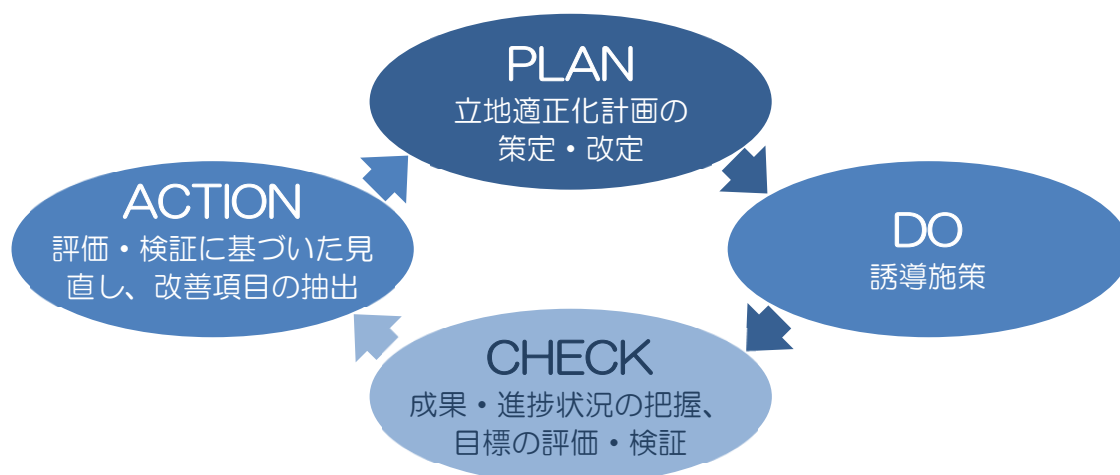 PLAN
立地適正化計画の
策定・改定
DO
誘導施策
CHECK
成果・進捗状況の把握、
目標の評価・検証
ACTION
評価・検証に基づいた見
直し、改善項目の抽出